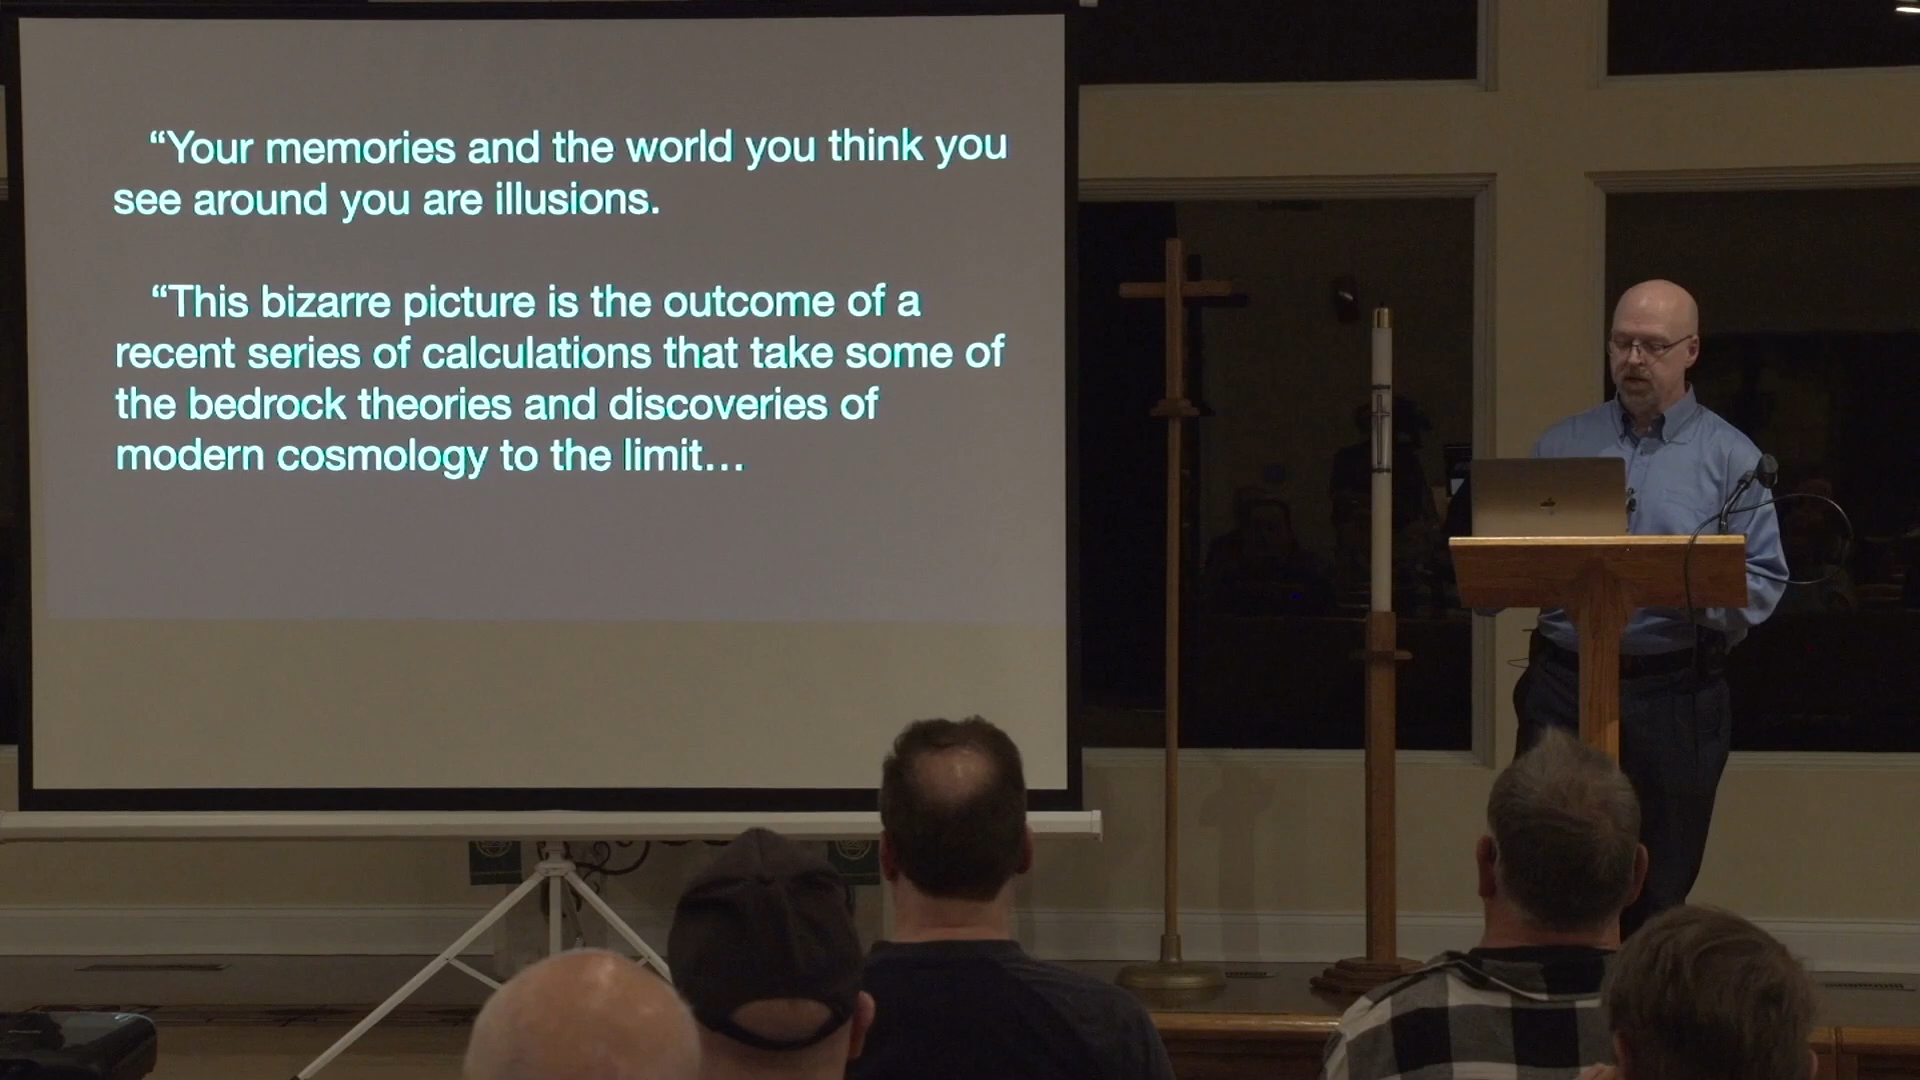 “Your memories and the world you think you
see around you are illusions.
“This bizarre picture is the outcome of a
recent series of calculations that take some of
the bedrock theories and discoveries of
modern cosmology to the limit…